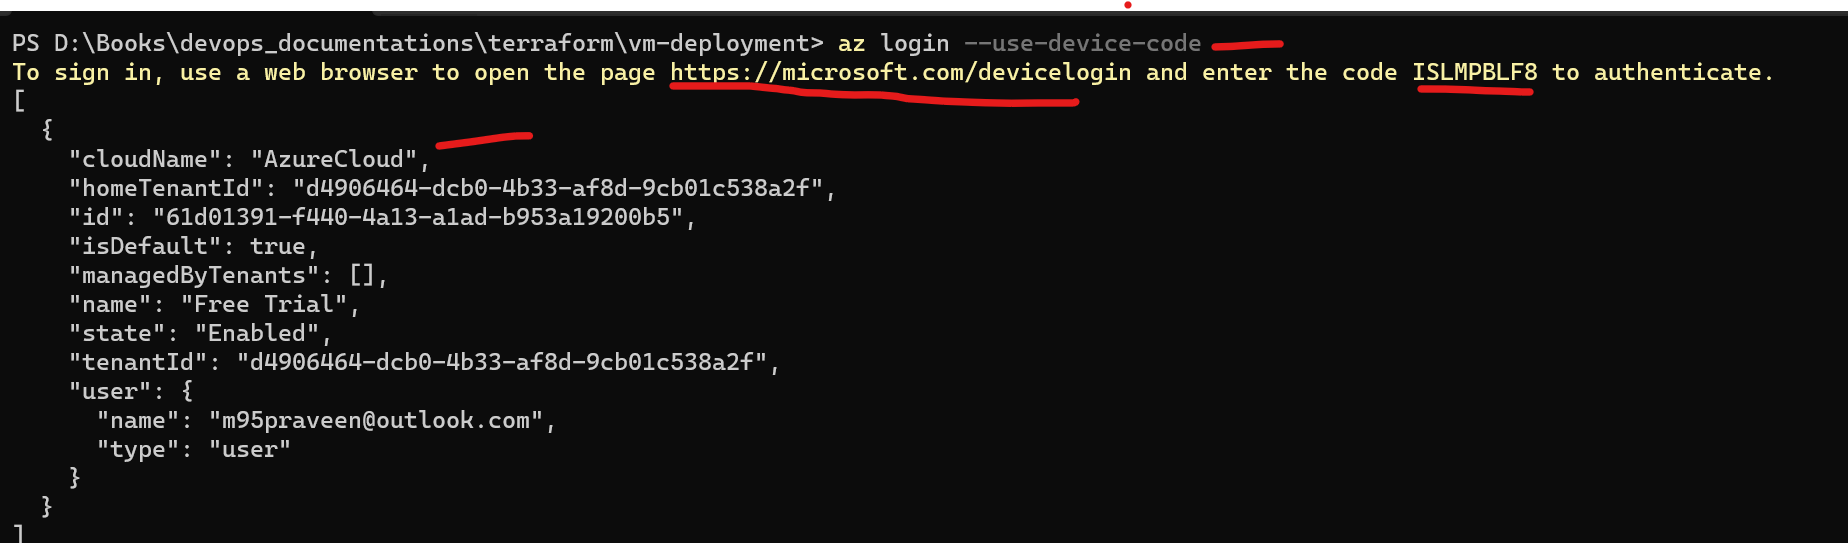 PS D:\Books\devops_documentations\terraform\vm-deployment> az login --use-device-code
To sign in, use a web browser to open the page https://microsoft.com/devicelogin and enter the code ISLMPBLF8 to authenticate.
[
  {
    "cloudName": "AzureCloud",
    "homeTenantId": "d4906464-dcb0-4b33-af8d-9cb01c538a2f",
    "id": "61d01391-f440-4a13-a1ad-b953a19200b5",
    "isDefault": true,
    "managedByTenants": [],
    "name": "Free Trial",
    "state": "Enabled",
    "tenantId": "d4906464-dcb0-4b33-af8d-9cb01c538a2f",
    "user": {
      "name": "m95praveen@outlook.com",
      "type": "user"
    }
  }
]